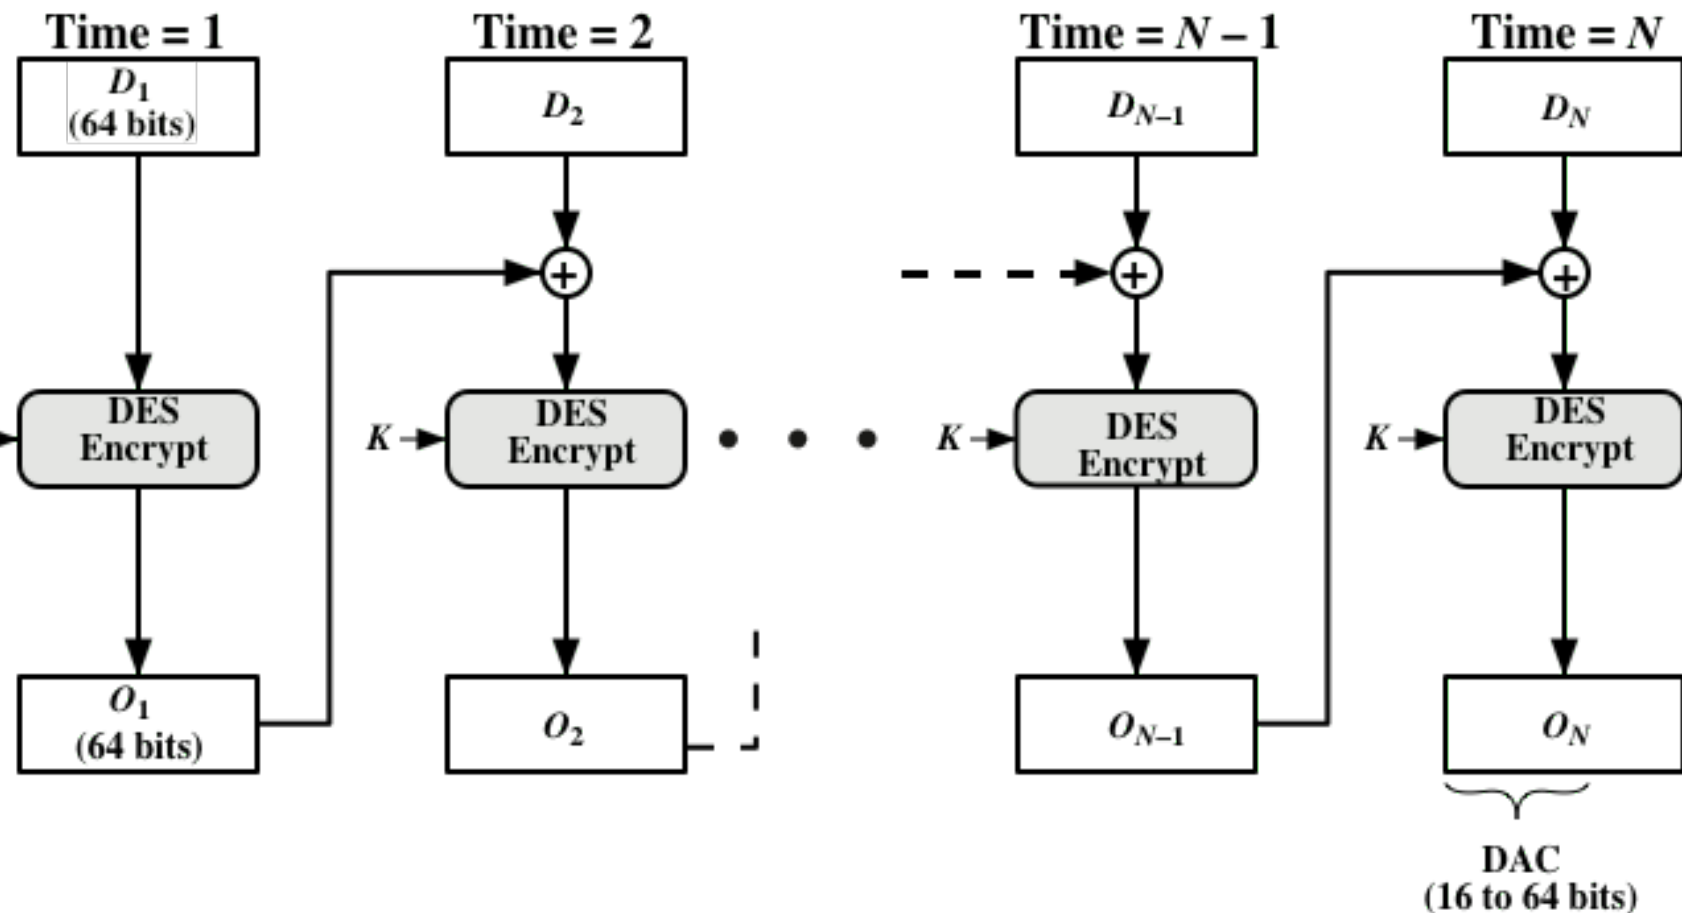 Time = 1
Time = 2
Time = N – 1
Time = N
D1
(64 bits)
D2
DN–1
DN
+
+
+
DES
Encrypt
K
DES
Encrypt
K
DES
Encrypt
K
DES
Encrypt
O1
(64 bits)
O2
ON–1
ON
DAC
(16 to 64 bits)